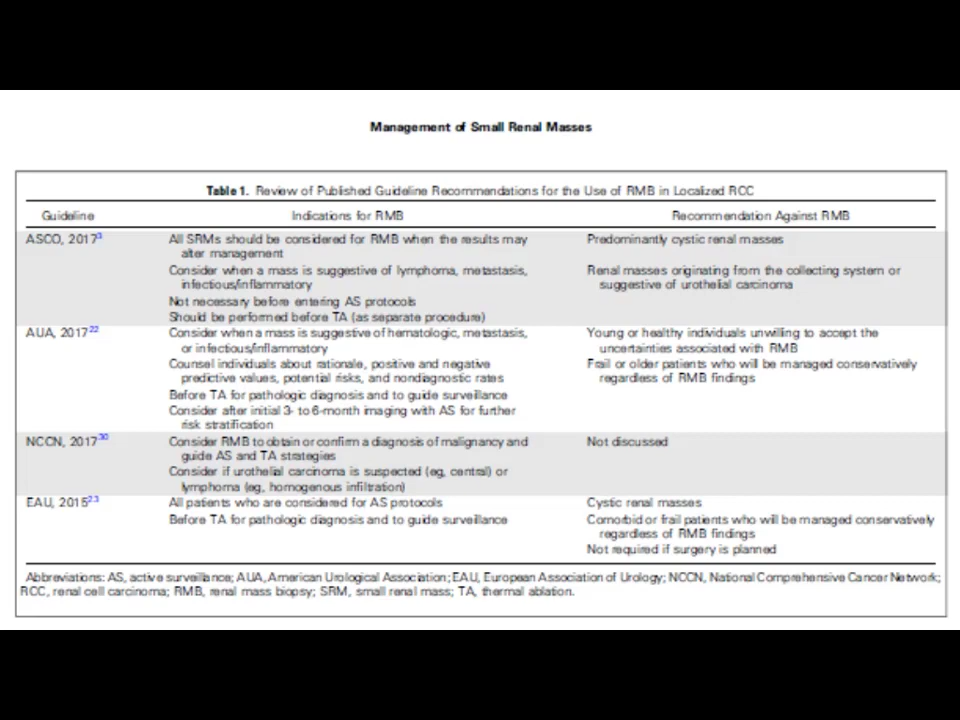 Management of Small Renal Masses
Table 1. Review of Published Guideline Recommendations for the Use of RMB in Localized RCC
Guideline Indications for RMB Recommendation Against RMB
ASCO, 2017³ All SRMs should be considered for RMB when the results may Predominantly cystic renal masses
alter management
Consider when a mass is suggestive of lymphoma, metastasis, Renal masses originating from the collecting system or
infectious/inflammatory suggestive of urothelial carcinoma
Not necessary before entering AS protocols
Should be performed before TA (as separate procedure)
AUA, 2017²² Consider when a mass is suggestive of hematologic, metastasis, Young or healthy individuals unwilling to accept the
or infectious/inflammatory uncertainties associated with RMB
Counsel individuals about rationale, positive and negative Frail or older patients who will be managed conservatively
predictive values, potential risks, and nondiagnostic rates regardless of RMB findings
Before TA for pathologic diagnosis and to guide surveillance
Consider after initial 3- to 6-month imaging with AS for further
risk stratification
NCCN, 2017³⁰ Consider RMB to obtain or confirm a diagnosis of malignancy and Not discussed
guide AS and TA strategies
Consider if urothelial carcinoma is suspected (eg, central) or
lymphoma (eg, homogenous infiltration)
EAU, 2015²³ All patients who are considered for AS protocols Cystic renal masses
Before TA for pathologic diagnosis and to guide surveillance Comorbid or frail patients who will be managed conservatively
regardless of RMB findings
Not required if surgery is planned
Abbreviations: AS, active surveillance; AUA, American Urological Association; EAU, European Association of Urology; NCCN, National Comprehensive Cancer Network;
RCC, renal cell carcinoma; RMB, renal mass biopsy; SRM, small renal mass; TA, thermal ablation.